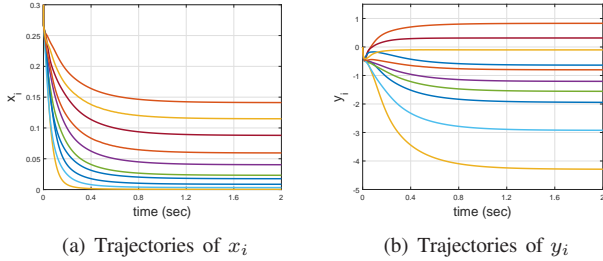 0.3
0.25
0.2
0.15
0.1
0.05
0
x_i
0 0.4 0.8 1.2 1.6 2
time (sec)
(a) Trajectories of x_i
1
0
-1
-2
-3
-4
-5
y_i
0 0.4 0.8 1.2 1.6 2
time (sec)
(b) Trajectories of y_i